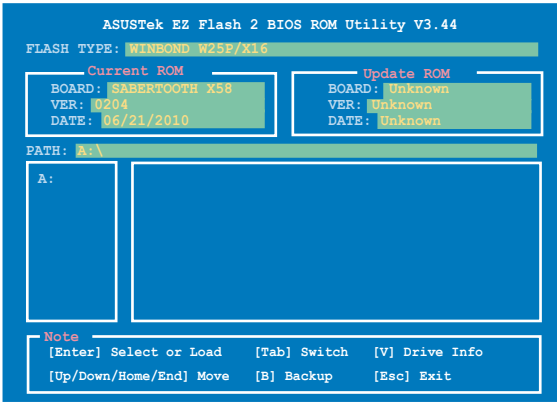 ASUSTek EZ Flash 2 BIOS ROM Utility V3.44
FLASH TYPE: WINBOND W25P/X16
Current ROM
BOARD: SABERTOOTH X58
VER: 0204
DATE: 06/21/2010
Update ROM
BOARD: Unknown
VER: Unknown
DATE: Unknown
PATH: A:\
A:
Note
[Enter] Select or Load [Tab] Switch [V] Drive Info
[Up/Down/Home/End] Move [B] Backup [Esc] Exit